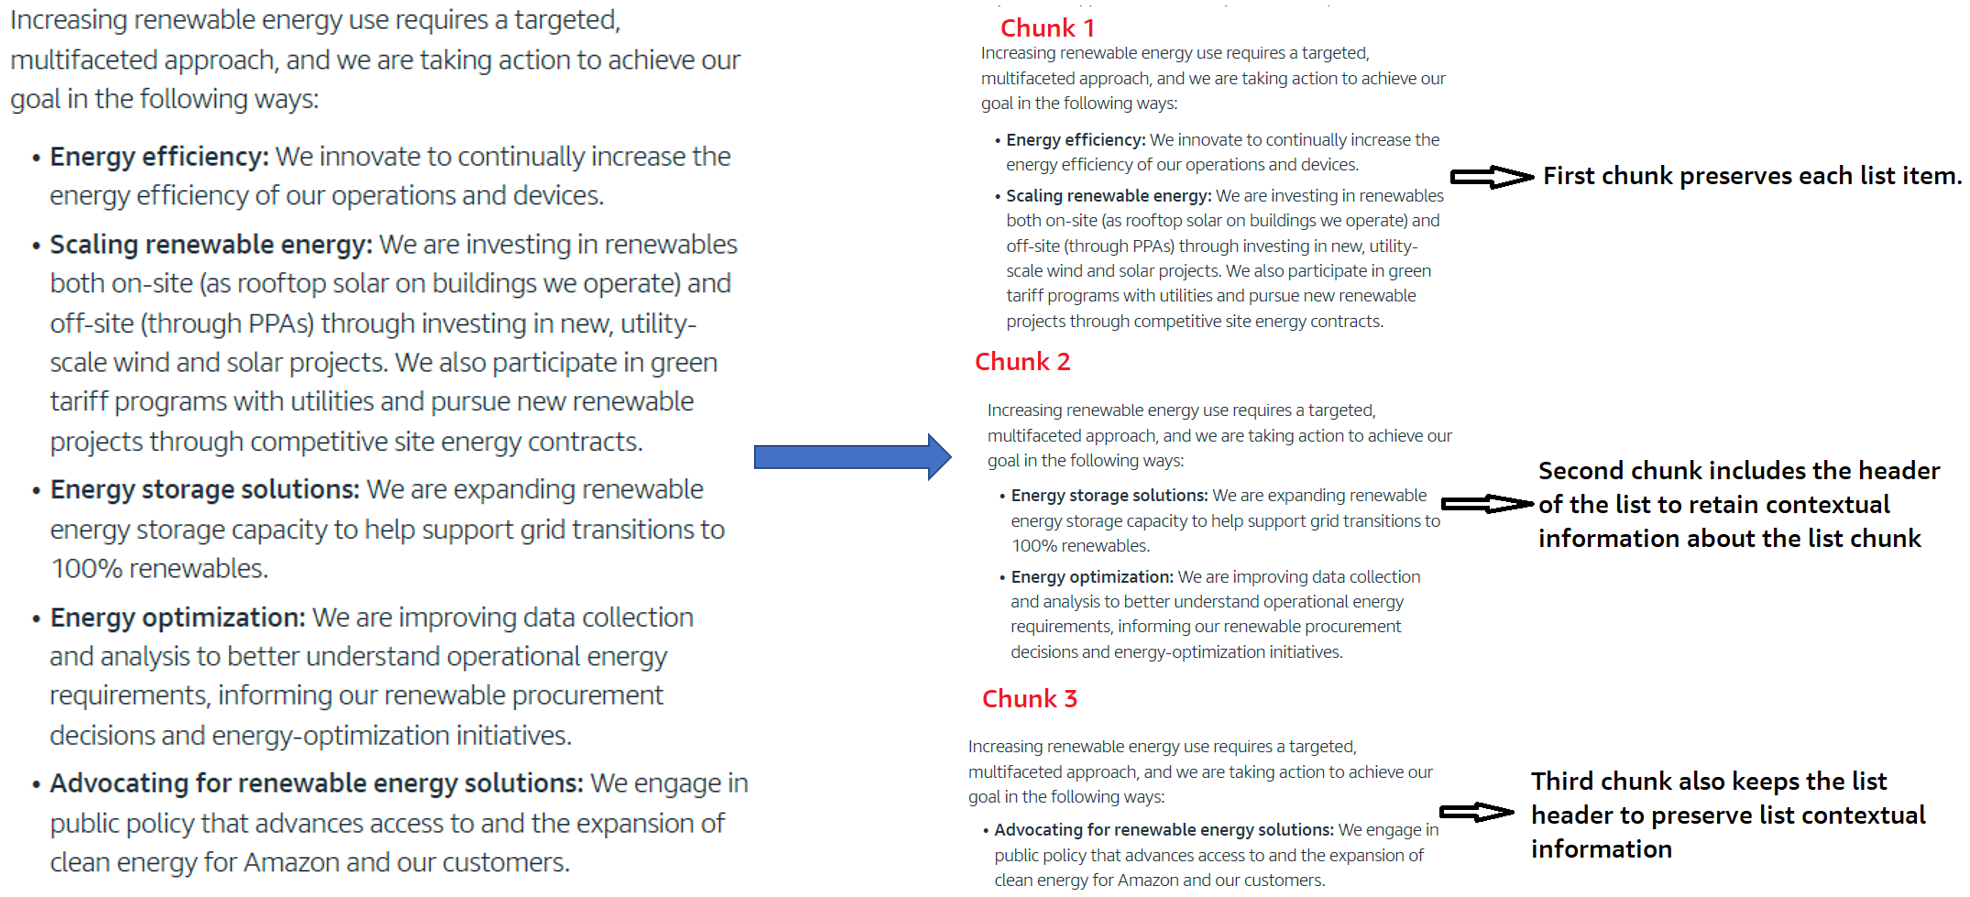 Increasing renewable energy use requires a targeted,
multifaceted approach, and we are taking action to achieve our
goal in the following ways:
• Energy efficiency: We innovate to continually increase the
energy efficiency of our operations and devices.
• Scaling renewable energy: We are investing in renewables
both on-site (as rooftop solar on buildings we operate) and
off-site (through PPAs) through investing in new, utility-
scale wind and solar projects. We also participate in green
tariff programs with utilities and pursue new renewable
projects through competitive site energy contracts.
• Energy storage solutions: We are expanding renewable
energy storage capacity to help support grid transitions to
100% renewables.
• Energy optimization: We are improving data collection
and analysis to better understand operational energy
requirements, informing our renewable procurement
decisions and energy-optimization initiatives.
• Advocating for renewable energy solutions: We engage in
public policy that advances access to and the expansion of
clean energy for Amazon and our customers.
Chunk 1
Increasing renewable energy use requires a targeted,
multifaceted approach, and we are taking action to achieve our
goal in the following ways:
• Energy efficiency: We innovate to continually increase the
energy efficiency of our operations and devices.
• Scaling renewable energy: We are investing in renewables
both on-site (as rooftop solar on buildings we operate) and
off-site (through PPAs) through investing in new, utility-
scale wind and solar projects. We also participate in green
tariff programs with utilities and pursue new renewable
projects through competitive site energy contracts.
First chunk preserves each list item.
Chunk 2
Increasing renewable energy use requires a targeted,
multifaceted approach, and we are taking action to achieve our
goal in the following ways:
• Energy storage solutions: We are expanding renewable
energy storage capacity to help support grid transitions to
100% renewables.
• Energy optimization: We are improving data collection
and analysis to better understand operational energy
requirements, informing our renewable procurement
decisions and energy-optimization initiatives.
Second chunk includes the header
of the list to retain contextual
information about the list chunk
Chunk 3
Increasing renewable energy use requires a targeted,
multifaceted approach, and we are taking action to achieve our
goal in the following ways:
• Advocating for renewable energy solutions: We engage in
public policy that advances access to and the expansion of
clean energy for Amazon and our customers.
Third chunk also keeps the list
header to preserve list contextual
information